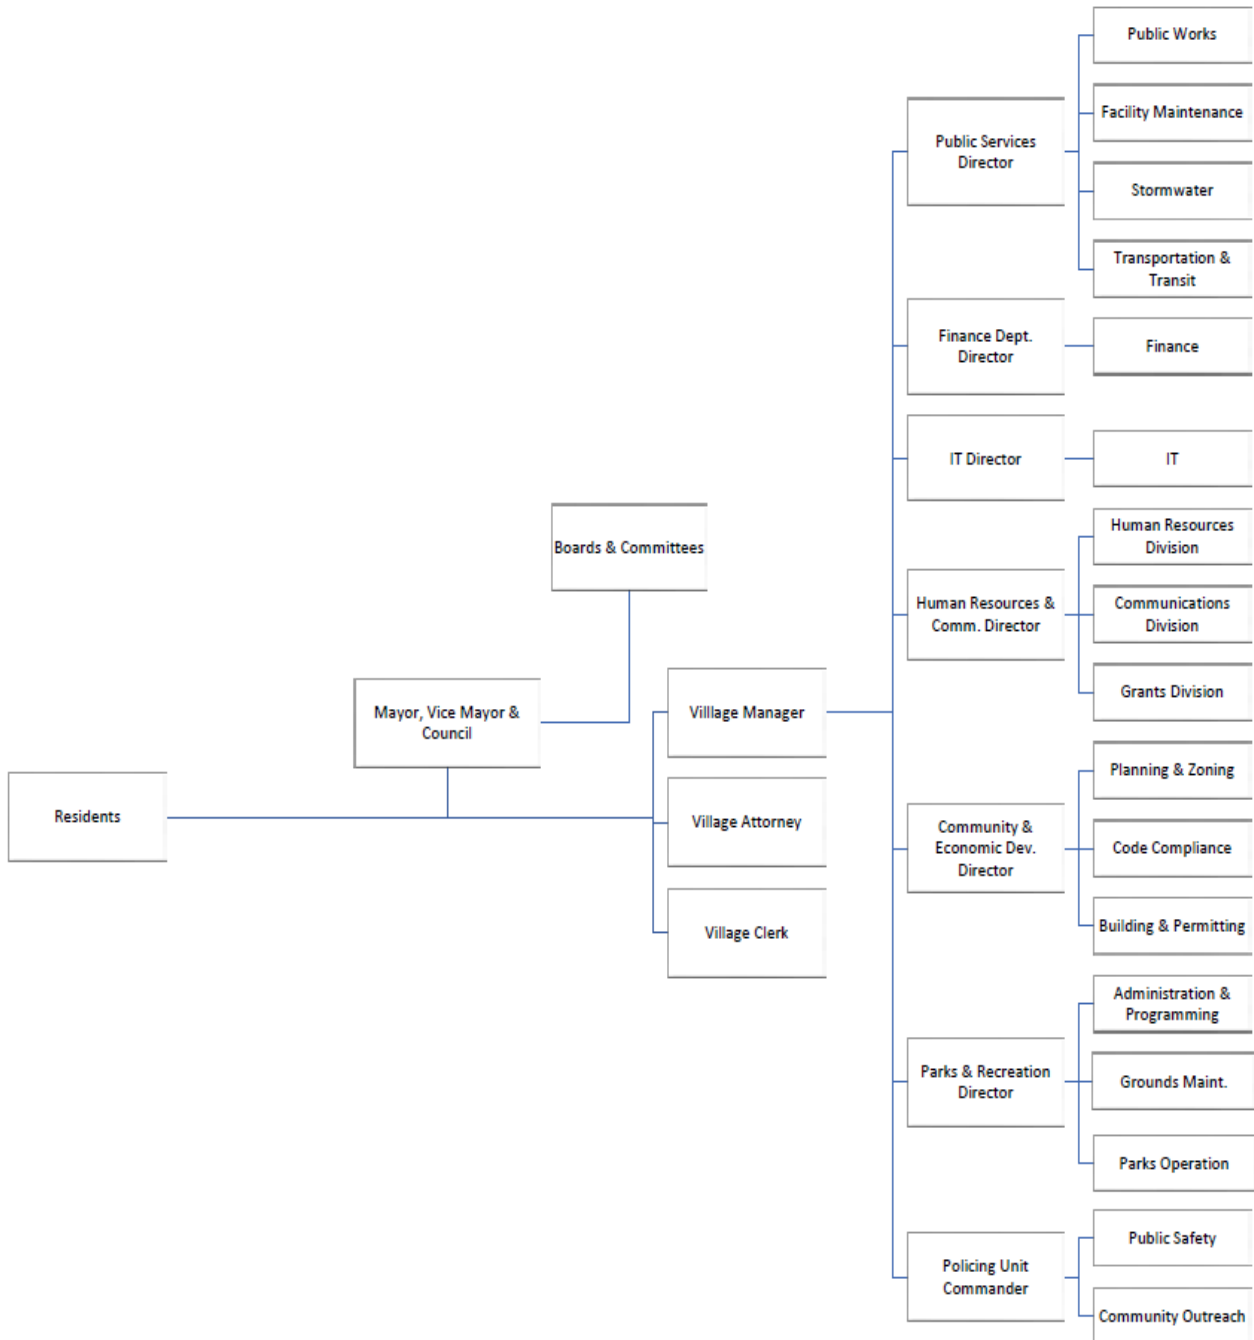 Residents
Mayor, Vice Mayor &
Council
Boards & Committees
Villlage Manager
Village Attorney
Village Clerk
Public Services
Director
Public Works
Facility Maintenance
Stormwater
Transportation &
Transit
Finance Dept.
Director
Finance
IT Director
IT
Human Resources &
Comm. Director
Human Resources
Division
Communications
Division
Grants Division
Community &
Economic Dev.
Director
Planning & Zoning
Code Compliance
Building & Permitting
Parks & Recreation
Director
Administration &
Programming
Grounds Maint.
Parks Operation
Policing Unit
Commander
Public Safety
Community Outreach